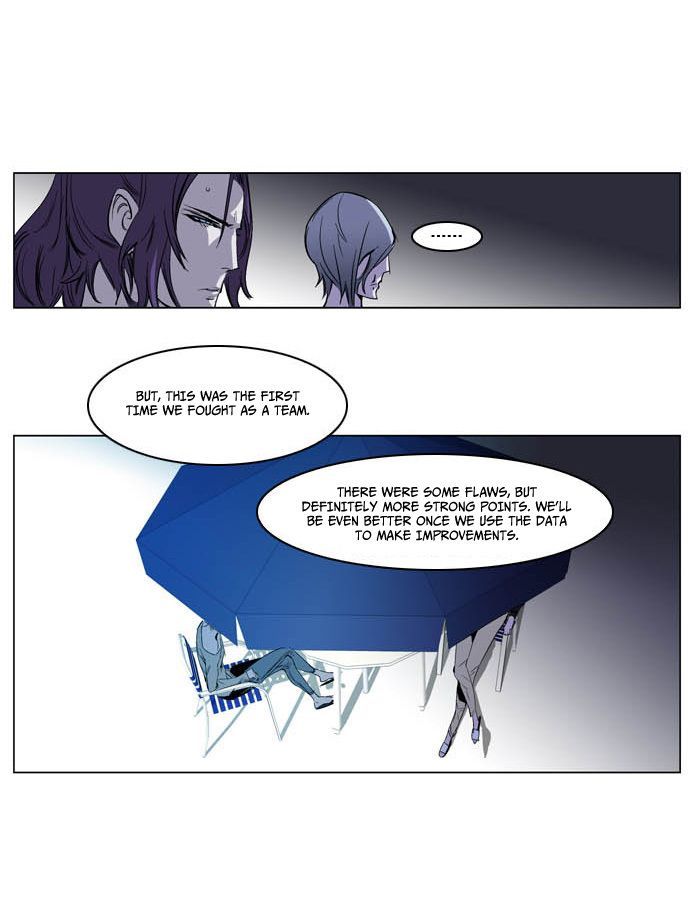 ------
BUT, THIS WAS THE FIRST
TIME WE FOUGHT AS A TEAM.
THERE WERE SOME FLAWS, BUT
DEFINITELY MORE STRONG POINTS. WE'LL
BE EVEN BETTER ONCE WE USE THE DATA
TO MAKE IMPROVEMENTS.